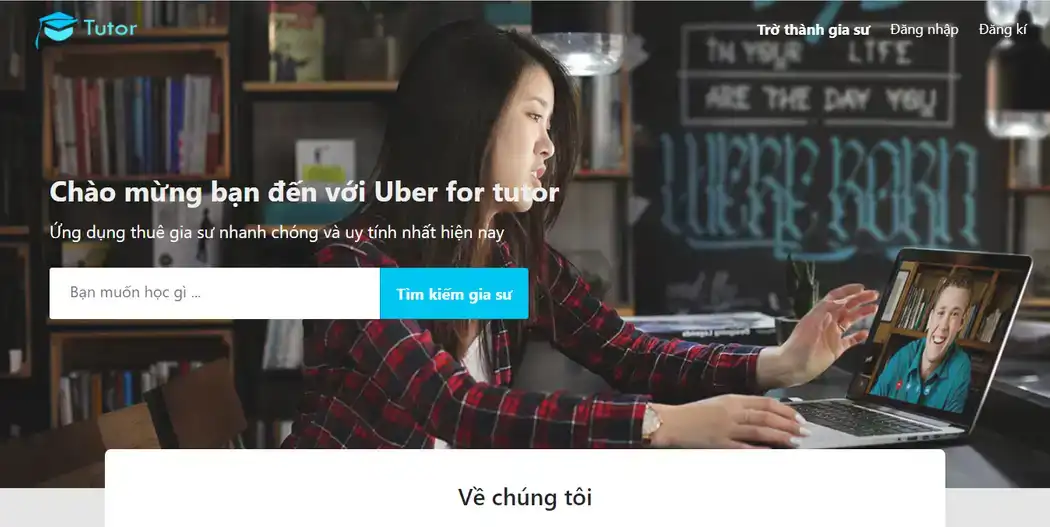 Tutor
Trở thành gia sư Đăng nhập Đăng kí
IN YOUR LIFE
ARE THE DAY YOU
WERE BORN
Chào mừng bạn đến với Uber for tutor
Ứng dụng thuê gia sư nhanh chóng và uy tín nhất hiện nay
Bạn muốn học gì ...
Tìm kiếm gia sư
Về chúng tôi